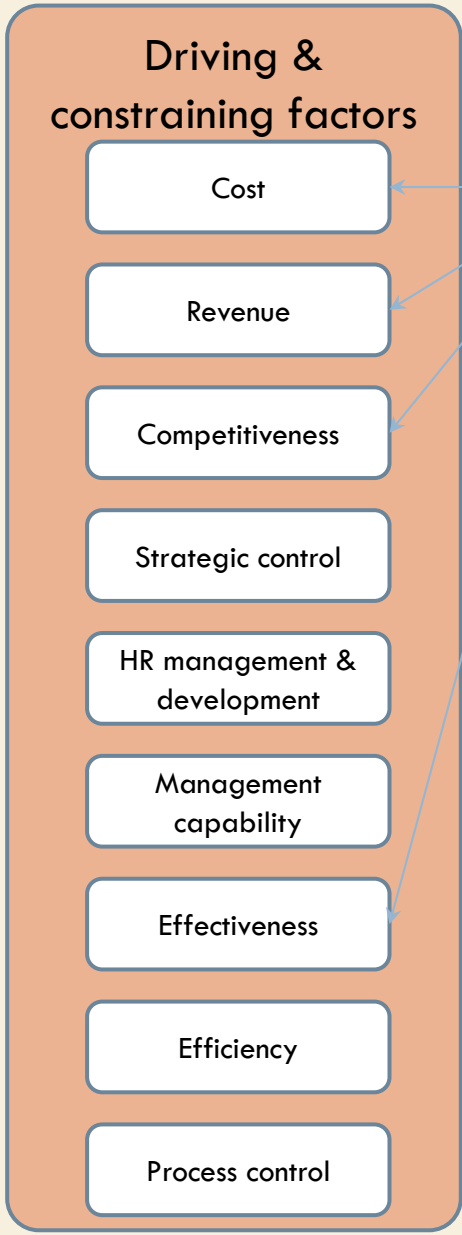 Driving &
constraining factors
Cost
Revenue
Competitiveness
Strategic control
HR management &
development
Management
capability
Effectiveness
Efficiency
Process control